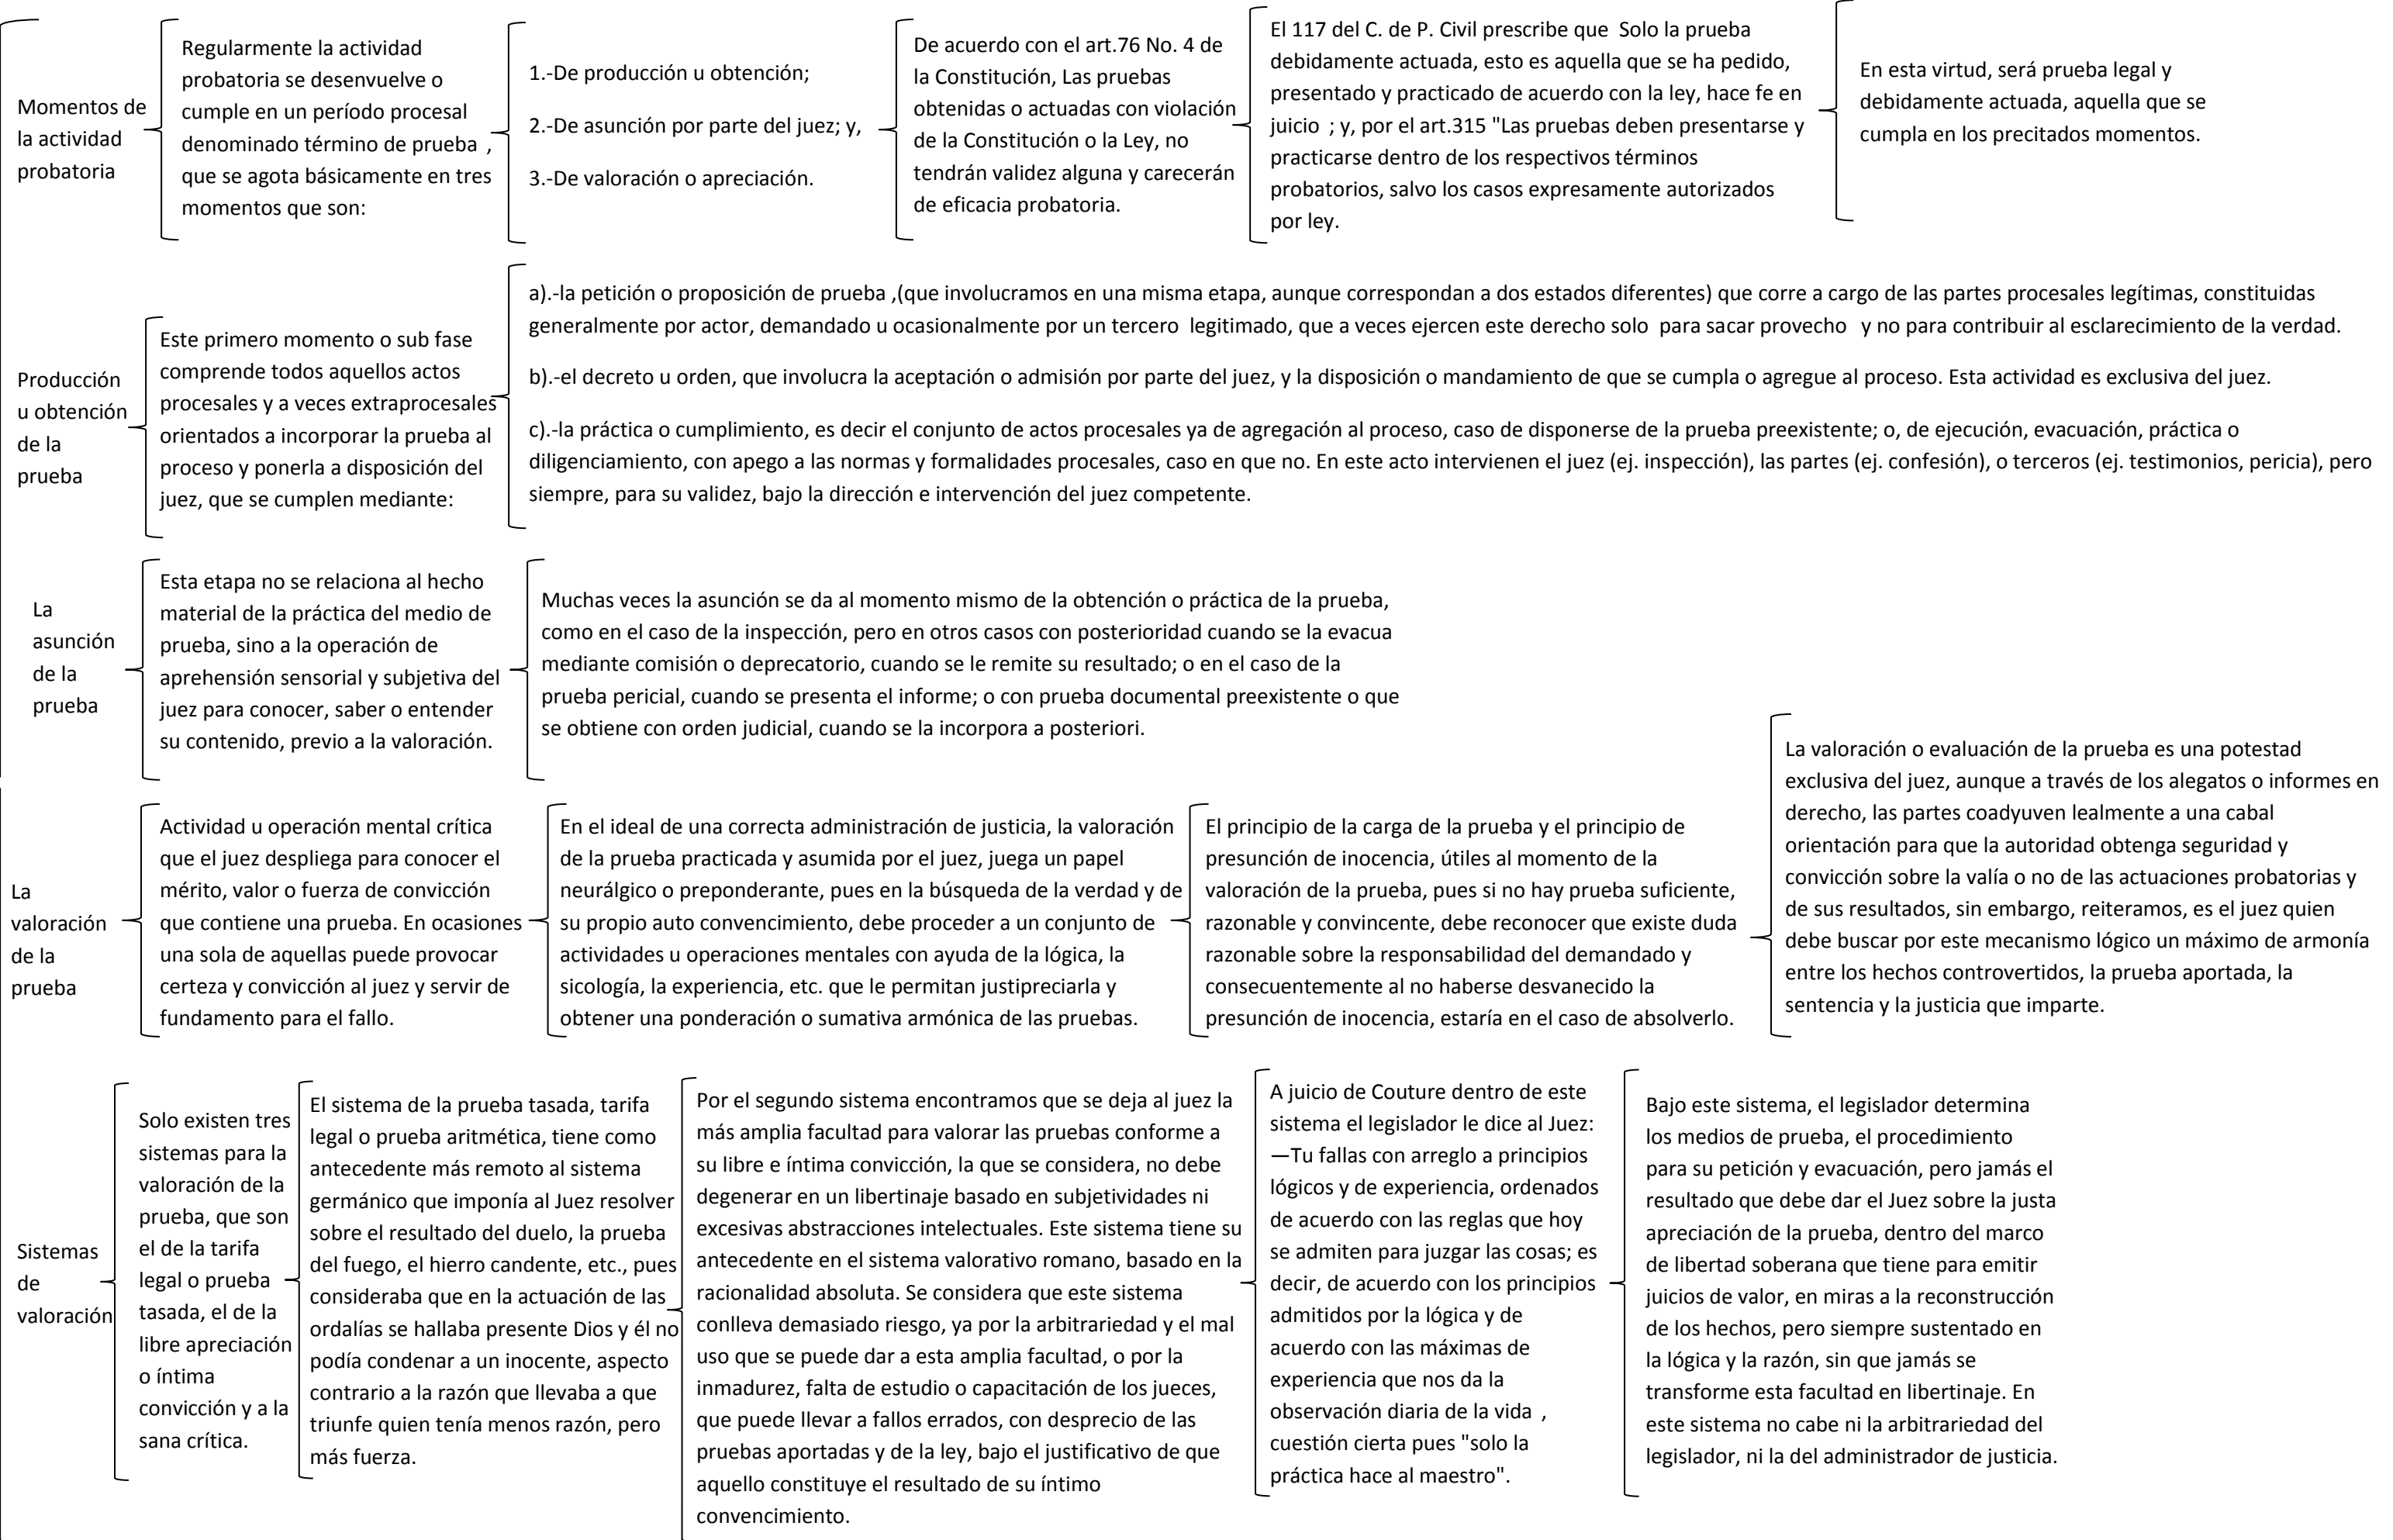 Momentos de
la actividad
probatoria
Regularmente la actividad
probatoria se desenvuelve o
cumple en un período procesal
denominado término de prueba ,
que se agota básicamente en tres
momentos que son:
1.-De producción u obtención;
2.-De asunción por parte del juez; y,
3.-De valoración o apreciación.
De acuerdo con el art.76 No. 4 de
la Constitución, Las pruebas
obtenidas o actuadas con violación
de la Constitución o la Ley, no
tendrán validez alguna y carecerán
de eficacia probatoria.
El 117 del C. de P. Civil prescribe que Solo la prueba
debidamente actuada, esto es aquella que se ha pedido,
presentado y practicado de acuerdo con la ley, hace fe en
juicio ; y, por el art.315 "Las pruebas deben presentarse y
practicarse dentro de los respectivos términos
probatorios, salvo los casos expresamente autorizados
por ley.
En esta virtud, será prueba legal y
debidamente actuada, aquella que se
cumpla en los precitados momentos.
Producción
u obtención
de la
prueba
Este primero momento o sub fase
comprende todos aquellos actos
procesales y a veces extraprocesales
orientados a incorporar la prueba al
proceso y ponerla a disposición del
juez, que se cumplen mediante:
a).-la petición o proposición de prueba ,(que involucramos en una misma etapa, aunque correspondan a dos estados diferentes) que corre a cargo de las partes procesales legítimas, constituidas
generalmente por actor, demandado u ocasionalmente por un tercero legitimado, que a veces ejercen este derecho solo para sacar provecho y no para contribuir al esclarecimiento de la verdad.
b).-el decreto u orden, que involucra la aceptación o admisión por parte del juez, y la disposición o mandamiento de que se cumpla o agregue al proceso. Esta actividad es exclusiva del juez.
c).-la práctica o cumplimiento, es decir el conjunto de actos procesales ya de agregación al proceso, caso de disponerse de la prueba preexistente; o, de ejecución, evacuación, práctica o
diligenciamiento, con apego a las normas y formalidades procesales, caso en que no. En este acto intervienen el juez (ej. inspección), las partes (ej. confesión), o terceros (ej. testimonios, pericia), pero
siempre, para su validez, bajo la dirección e intervención del juez competente.
La
asunción
de la
prueba
Esta etapa no se relaciona al hecho
material de la práctica del medio de
prueba, sino a la operación de
aprehensión sensorial y subjetiva del
juez para conocer, saber o entender
su contenido, previo a la valoración.
Muchas veces la asunción se da al momento mismo de la obtención o práctica de la prueba,
como en el caso de la inspección, pero en otros casos con posterioridad cuando se la evacua
mediante comisión o deprecatorio, cuando se le remite su resultado; o en el caso de la
prueba pericial, cuando se presenta el informe; o con prueba documental preexistente o que
se obtiene con orden judicial, cuando se la incorpora a posteriori.
La
valoración
de la
prueba
Actividad u operación mental crítica
que el juez despliega para conocer el
mérito, valor o fuerza de convicción
que contiene una prueba. En ocasiones
una sola de aquellas puede provocar
certeza y convicción al juez y servir de
fundamento para el fallo.
En el ideal de una correcta administración de justicia, la valoración
de la prueba practicada y asumida por el juez, juega un papel
neurálgico o preponderante, pues en la búsqueda de la verdad y de
su propio auto convencimiento, debe proceder a un conjunto de
actividades u operaciones mentales con ayuda de la lógica, la
sicología, la experiencia, etc. que le permitan justipreciarla y
obtener una ponderación o sumativa armónica de las pruebas.
El principio de la carga de la prueba y el principio de
presunción de inocencia, útiles al momento de la
valoración de la prueba, pues si no hay prueba suficiente,
razonable y convincente, debe reconocer que existe duda
razonable sobre la responsabilidad del demandado y
consecuentemente al no haberse desvanecido la
presunción de inocencia, estaría en el caso de absolverlo.
La valoración o evaluación de la prueba es una potestad
exclusiva del juez, aunque a través de los alegatos o informes en
derecho, las partes coadyuven lealmente a una cabal
orientación para que la autoridad obtenga seguridad y
convicción sobre la valía o no de las actuaciones probatorias y
de sus resultados, sin embargo, reiteramos, es el juez quien
debe buscar por este mecanismo lógico un máximo de armonía
entre los hechos controvertidos, la prueba aportada, la
sentencia y la justicia que imparte.
Sistemas
de
valoración
Solo existen tres
sistemas para la
valoración de la
prueba, que son
el de la tarifa
legal o prueba
tasada, el de la
libre apreciación
o íntima
convicción y a la
sana crítica.
El sistema de la prueba tasada, tarifa
legal o prueba aritmética, tiene como
antecedente más remoto al sistema
germánico que imponía al Juez resolver
sobre el resultado del duelo, la prueba
del fuego, el hierro candente, etc., pues
consideraba que en la actuación de las
ordalías se hallaba presente Dios y él no
podía condenar a un inocente, aspecto
contrario a la razón que llevaba a que
triunfe quien tenía menos razón, pero
más fuerza.
Por el segundo sistema encontramos que se deja al juez la
más amplia facultad para valorar las pruebas conforme a
su libre e íntima convicción, la que se considera, no debe
degenerar en un libertinaje basado en subjetividades ni
excesivas abstracciones intelectuales. Este sistema tiene su
antecedente en el sistema valorativo romano, basado en la
racionalidad absoluta. Se considera que este sistema
conlleva demasiado riesgo, ya por la arbitrariedad y el mal
uso que se puede dar a esta amplia facultad, o por la
inmadurez, falta de estudio o capacitación de los jueces,
que puede llevar a fallos errados, con desprecio de las
pruebas aportadas y de la ley, bajo el justificativo de que
aquello constituye el resultado de su íntimo
convencimiento.
A juicio de Couture dentro de este
sistema el legislador le dice al Juez:
―Tu fallas con arreglo a principios
lógicos y de experiencia, ordenados
de acuerdo con las reglas que hoy
se admiten para juzgar las cosas; es
decir, de acuerdo con los principios
admitidos por la lógica y de
acuerdo con las máximas de
experiencia que nos da la
observación diaria de la vida ,
cuestión cierta pues "solo la
práctica hace al maestro".
Bajo este sistema, el legislador determina
los medios de prueba, el procedimiento
para su petición y evacuación, pero jamás el
resultado que debe dar el Juez sobre la justa
apreciación de la prueba, dentro del marco
de libertad soberana que tiene para emitir
juicios de valor, en miras a la reconstrucción
de los hechos, pero siempre sustentado en
la lógica y la razón, sin que jamás se
transforme esta facultad en libertinaje. En
este sistema no cabe ni la arbitrariedad del
legislador, ni la del administrador de justicia.